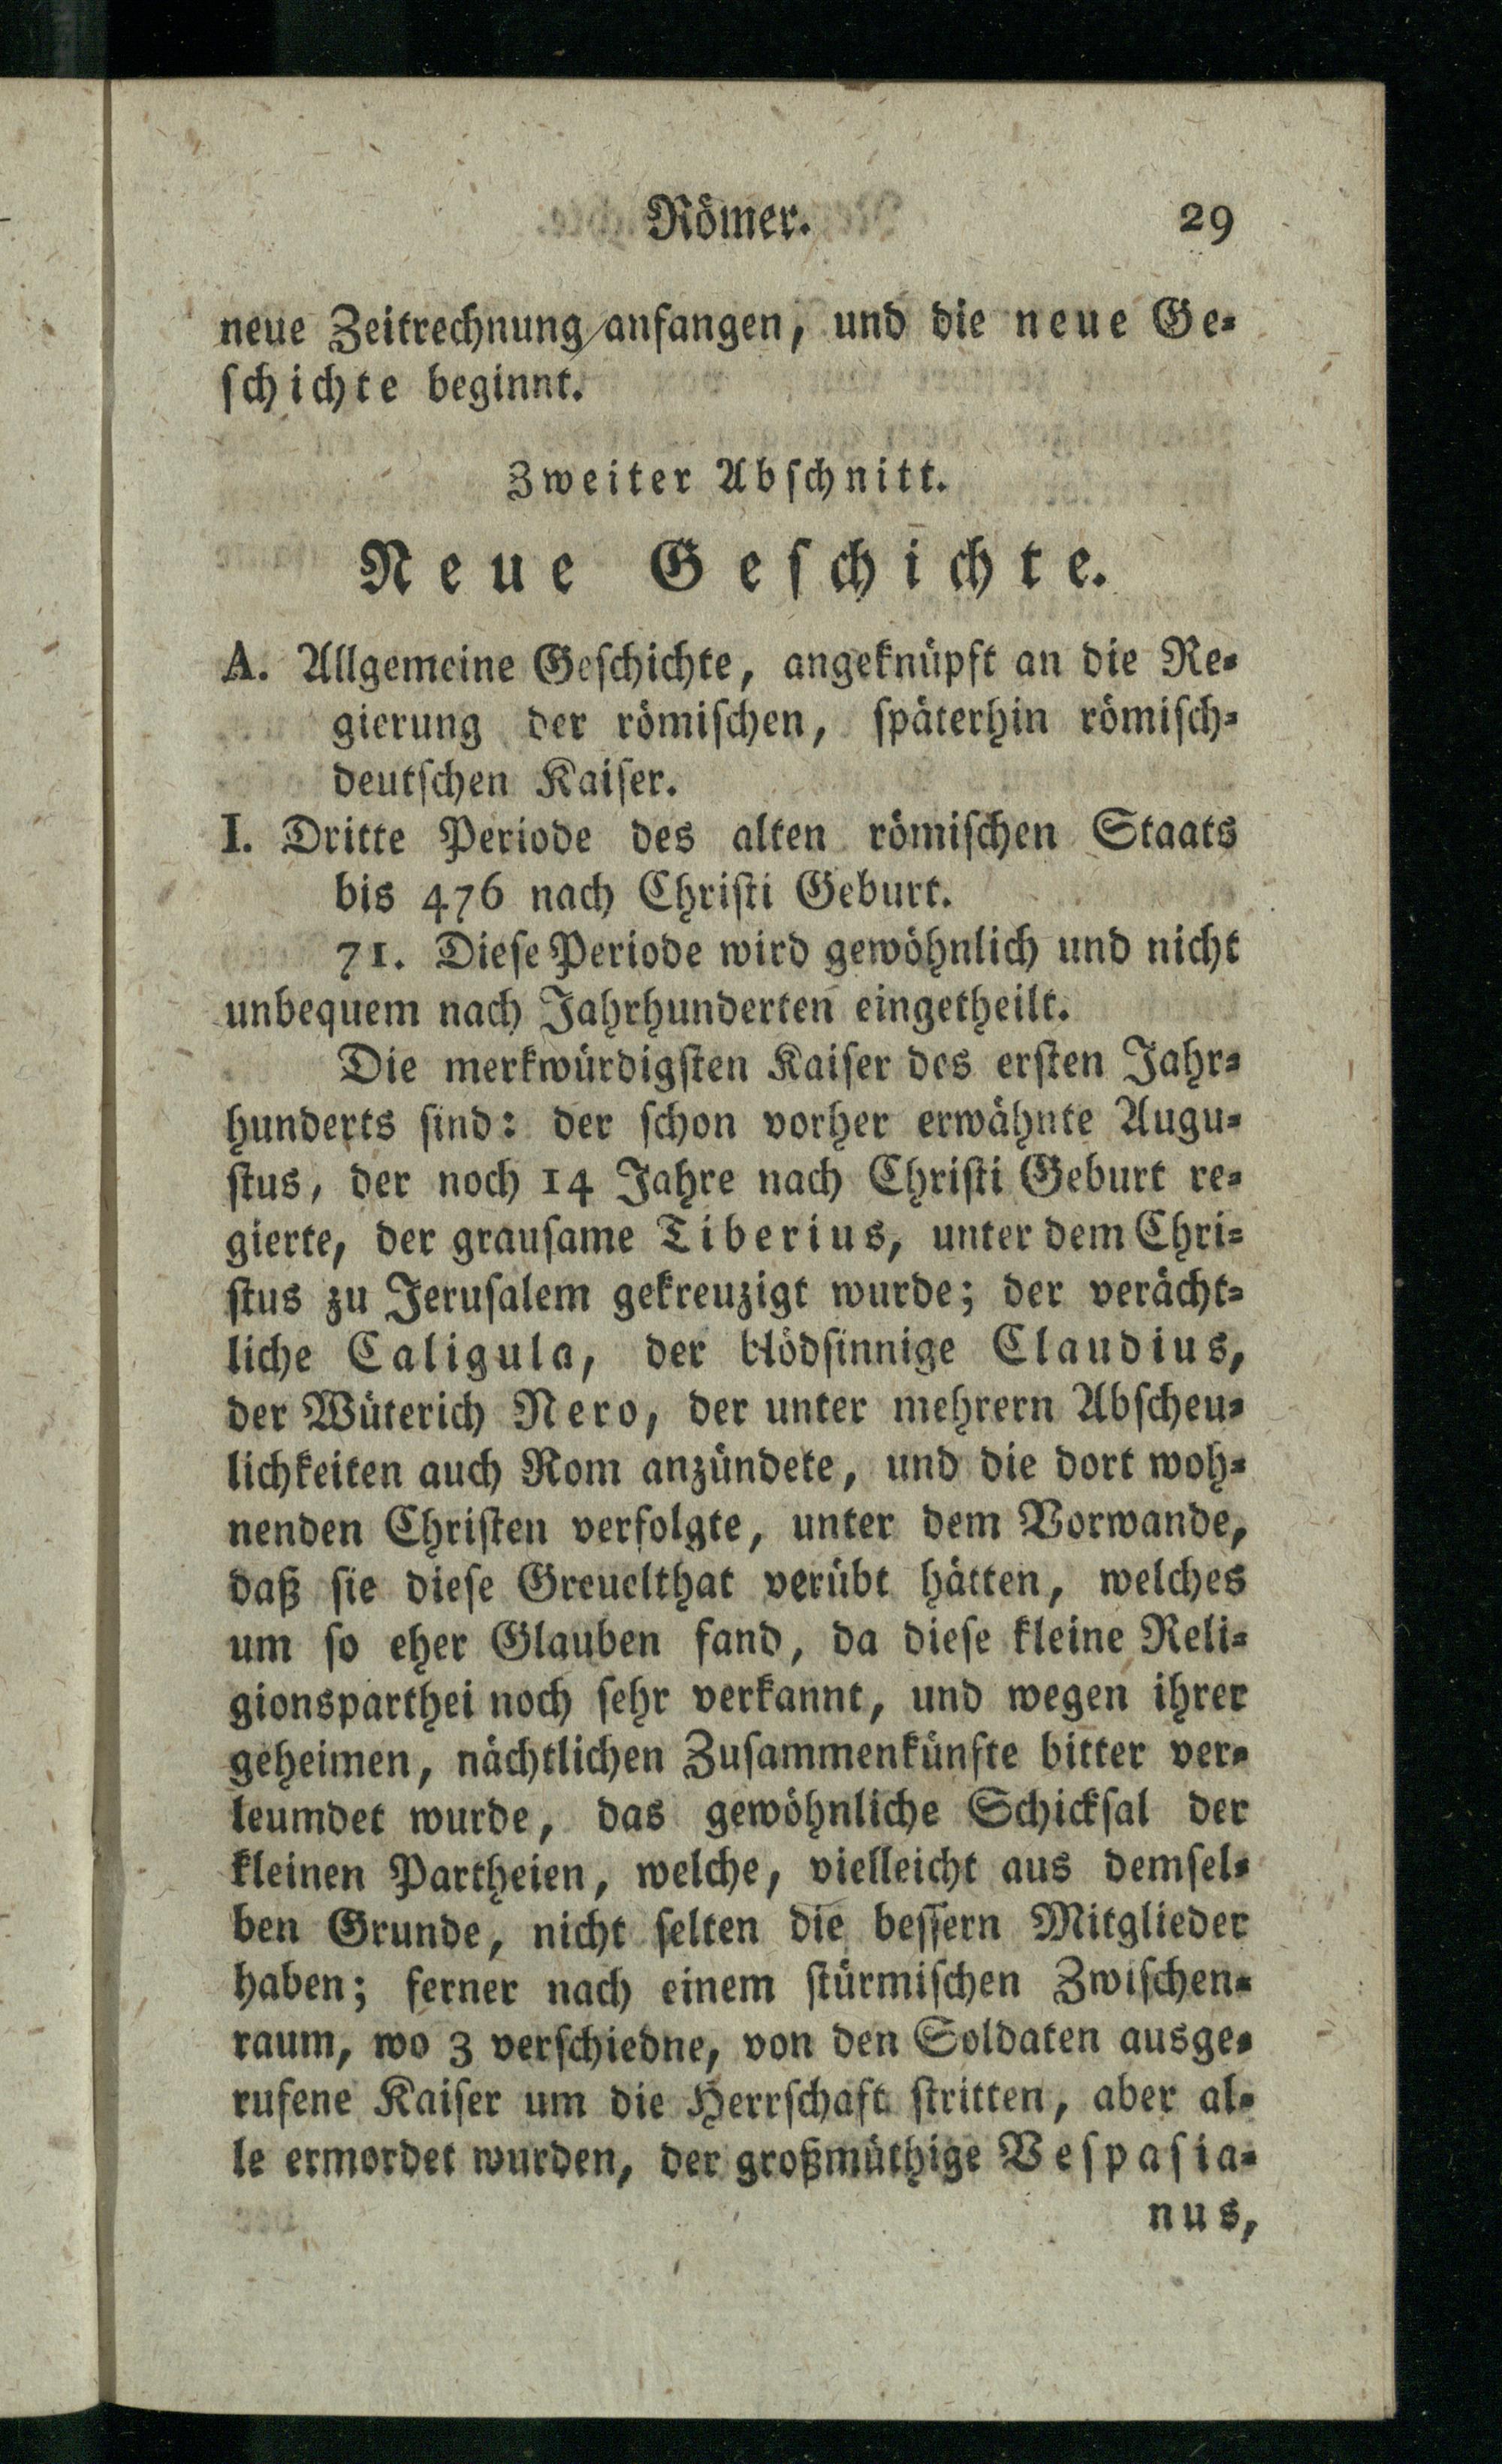 Römer. 29
neue Zeitrechnung anfangen, und die neue Ge-
schichte beginnt.
Zweiter Abschnitt.
Neue Geschichte.
A. Allgemeine Geschichte, angeknüpft an die Re-
gierung der römischen, späterhin römisch-
deutschen Kaiser.
I. Dritte Periode des alten römischen Staats
bis 476 nach Christi Geburt.
71. Diese Periode wird gewöhnlich und nicht
unbequem nach Jahrhunderten eingetheilt.
Die merkwürdigsten Kaiser des ersten Jahr-
hunderts sind: der schon vorher erwähnte Augu-
stus, der noch 14 Jahre nach Christi Geburt re-
gierte, der grausame Tiberius, unter dem Chri-
stus zu Jerusalem gekreuzigt wurde; der verächt-
liche Caligula, der blödsinnige Claudius,
der Wüterich Nero, der unter mehrern Abscheu-
lichkeiten auch Rom anzündete, und die dort woh-
nenden Christen verfolgte, unter dem Vorwande,
daß sie diese Greuelthat verübt hätten, welches
um so eher Glauben fand, da diese kleine Reli-
gionsparthei noch sehr verkannt, und wegen ihrer
geheimen, nächtlichen Zusammenkünfte bitter ver-
leumdet wurde, das gewöhnliche Schicksal der
kleinen Partheien, welche, vielleicht aus demsel-
ben Grunde, nicht selten die bessern Mitglieder
haben; ferner nach einem stürmischen Zwischen-
raum, wo 3 verschiedne, von den Soldaten ausge-
rufene Kaiser um die Herrschaft stritten, aber al-
le ermordet wurden, der großmüthige Vespasia-
nus,